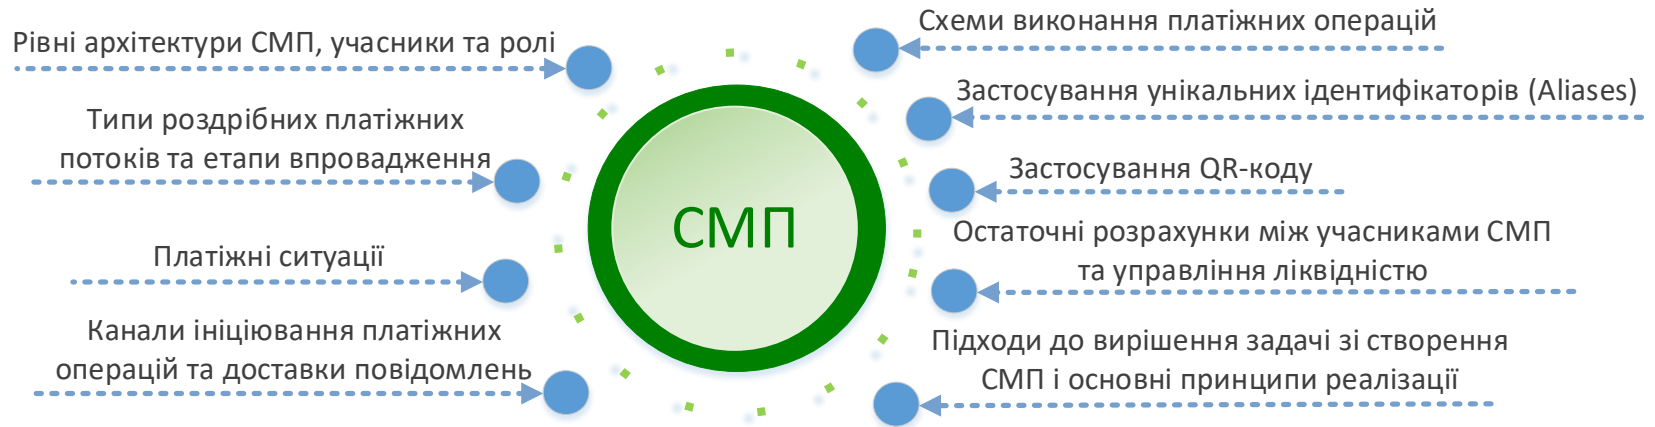 Рівні архітектури СМП, учасники та ролі
Типи роздрібних платіжних
потоків та етапи впровадження
Платіжні ситуації
Канали ініціювання платіжних
операцій та доставки повідомлень
СМП
Схеми виконання платіжних операцій
Застосування унікальних ідентифікаторів (Aliases)
Застосування QR-коду
Остаточні розрахунки між учасниками СМП
та управління ліквідністю
Підходи до вирішення задачі зі створення
СМП і основні принципи реалізації